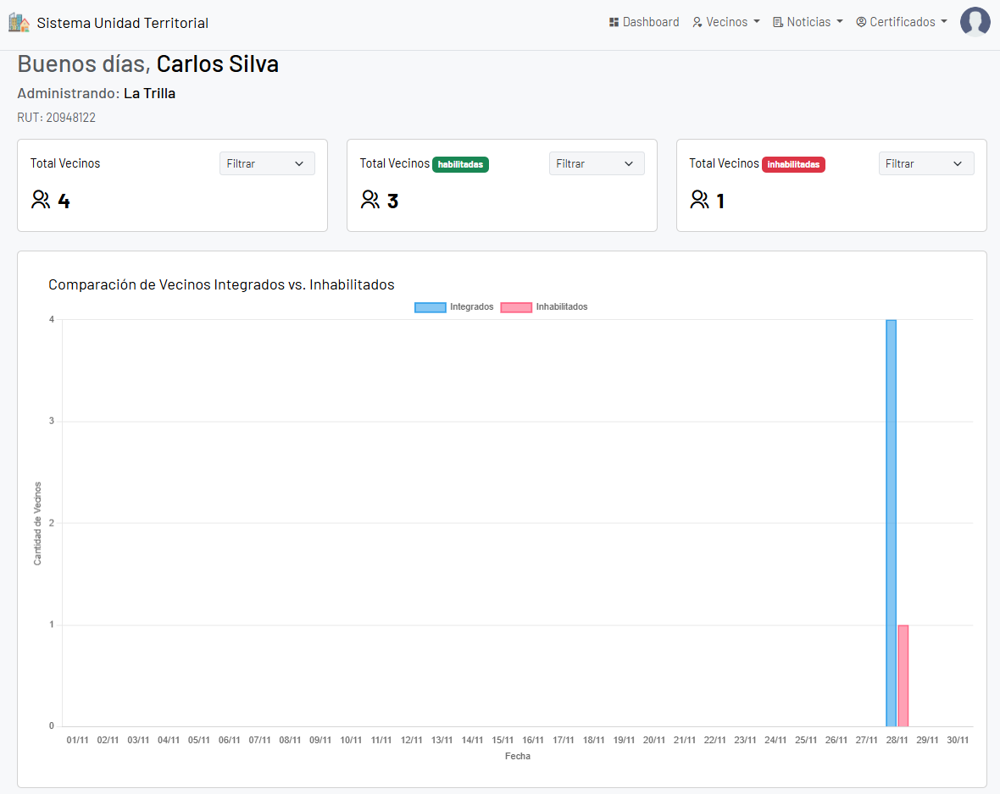 Sistema Unidad Territorial
Dashboard Vecinos Noticias Certificados
Buenos días, Carlos Silva
Administrando: La Trilla
RUT: 20948122
Total Vecinos Filtrar
4
Total Vecinos habilitadas Filtrar
3
Total Vecinos inhabilitadas Filtrar
1
Comparación de Vecinos Integrados vs. Inhabilitados
Integrados Inhabilitados
4
3
2
1
0
Cantidad de Vecinos
01/11 02/11 03/11 04/11 05/11 06/11 07/11 08/11 09/11 10/11 11/11 12/11 13/11 14/11 15/11 16/11 17/11 18/11 19/11 20/11 21/11 22/11 23/11 24/11 25/11 26/11 27/11 28/11 29/11 30/11
Fecha